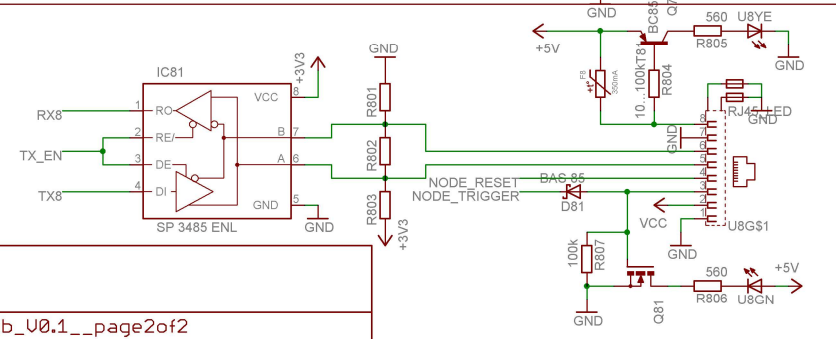 GND
BC85
Q7
560
U8YE
+5V
R805
GND
IC81
+3V3
GND
F8
350mA
10...100kT8
R804
RX8
1
RO
VCC
8
R801
RJ45_LED
GND
TX_EN
2
RE/
B
7
R802
GND
8
7
6
5
4
3
2
1
3
DE
A
6
TX8
4
DI
GND
5
NODE_RESET
BAS 85
NODE_TRIGGER
D81
SP 3485 ENL
GND
R803
+3V3
VCC
U8G$1
GND
100k
R807
560
+5V
R806
U8GN
GND
Q81
b_V0.1__page2of2